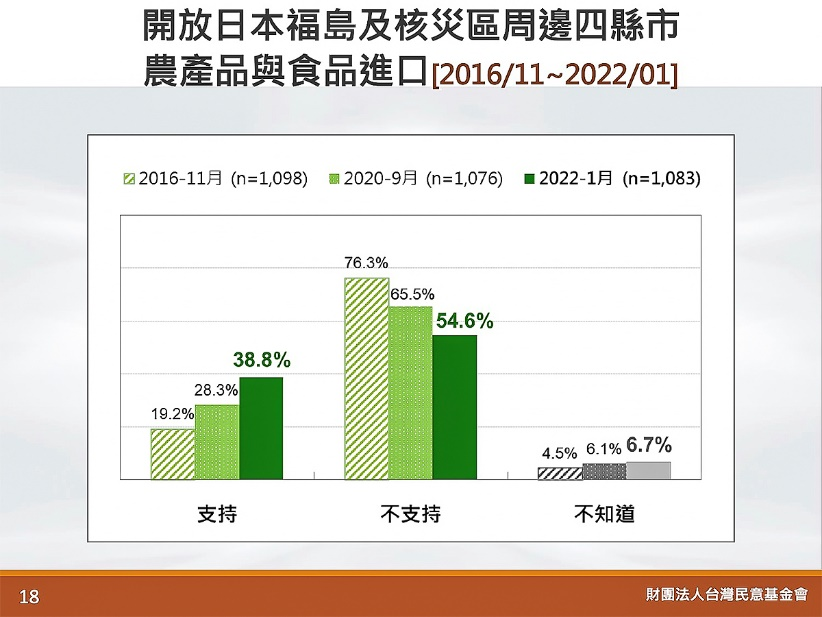 開放日本福島及核災區周邊四縣市
農產品與食品進口[2016/11~2022/01]
2016-11月 (n=1,098) 2020-9月 (n=1,076) 2022-1月 (n=1,083)
76.3%
65.5%
54.6%
38.8%
28.3%
19.2%
4.5% 6.1% 6.7%
支持 不支持 不知道
18
財團法人台灣民意基金會